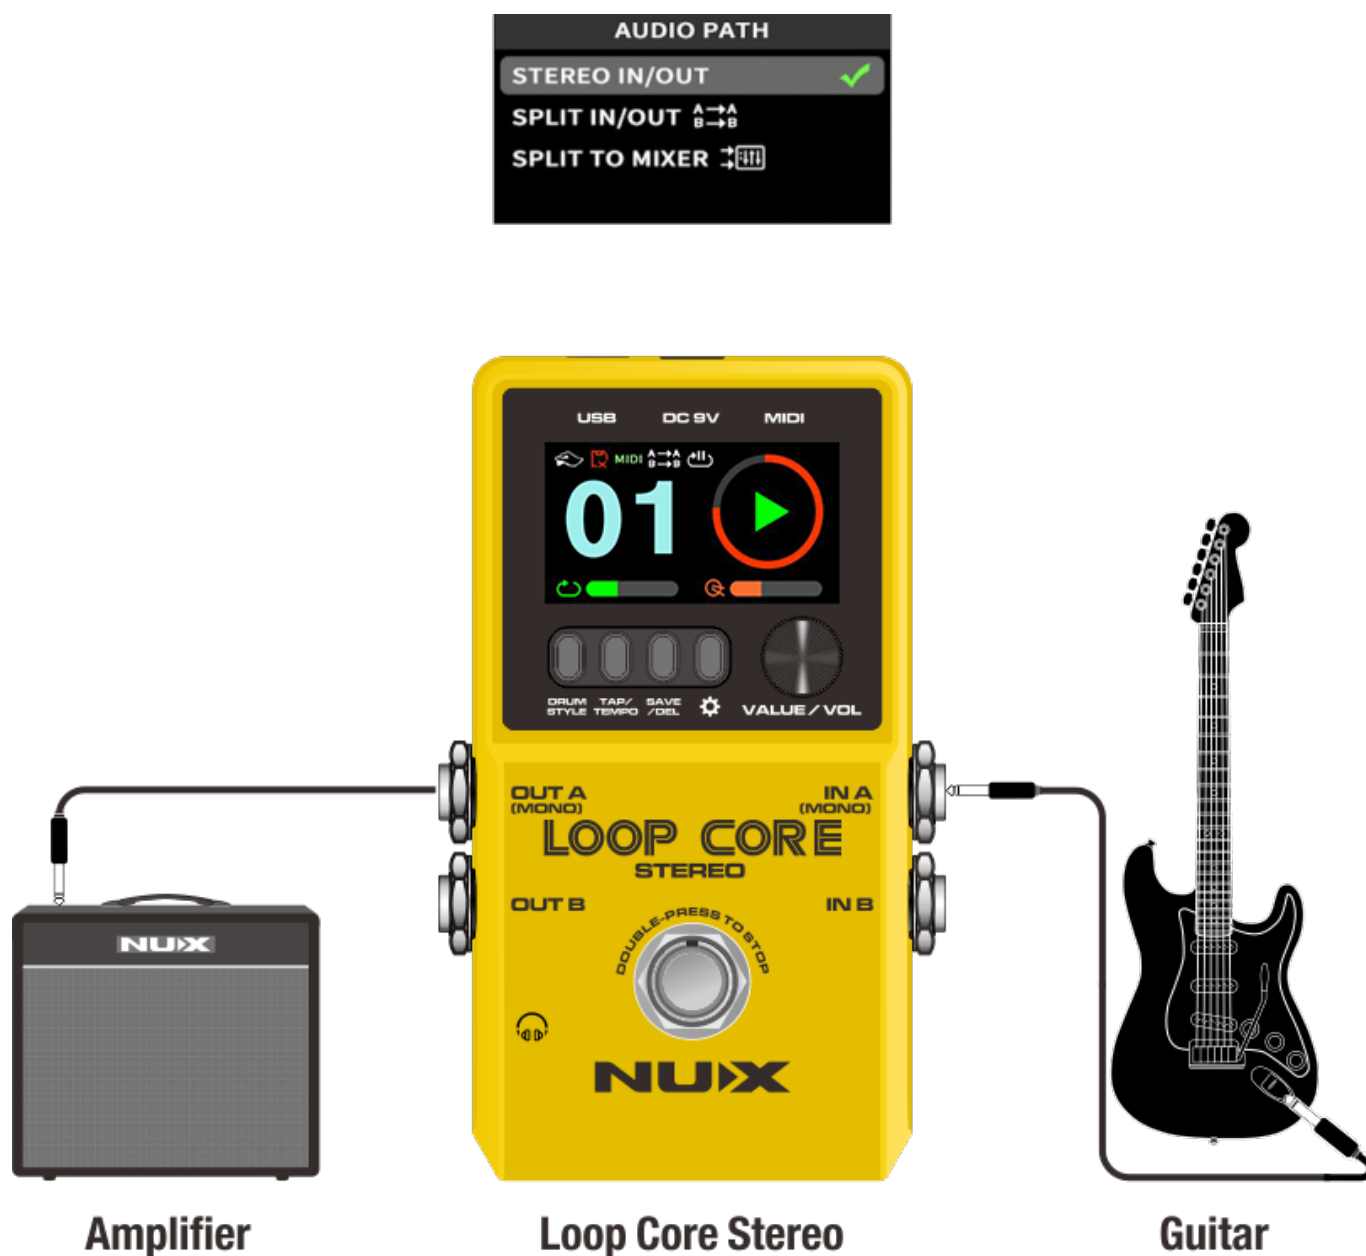 AUDIO PATH
STEREO IN/OUT
SPLIT IN/OUT A→A B→B
SPLIT TO MIXER
USB DC 9V MIDI
MIDI A→A B→B
01
DRUM STYLE TAP/TEMPO SAVE/DEL
VALUE/VOL
OUT A (MONO) IN A (MONO)
LOOP CORE
STEREO
OUT B IN B
DOUBLE-PRESS TO STOP
NUX
NUX
Amplifier Loop Core Stereo Guitar